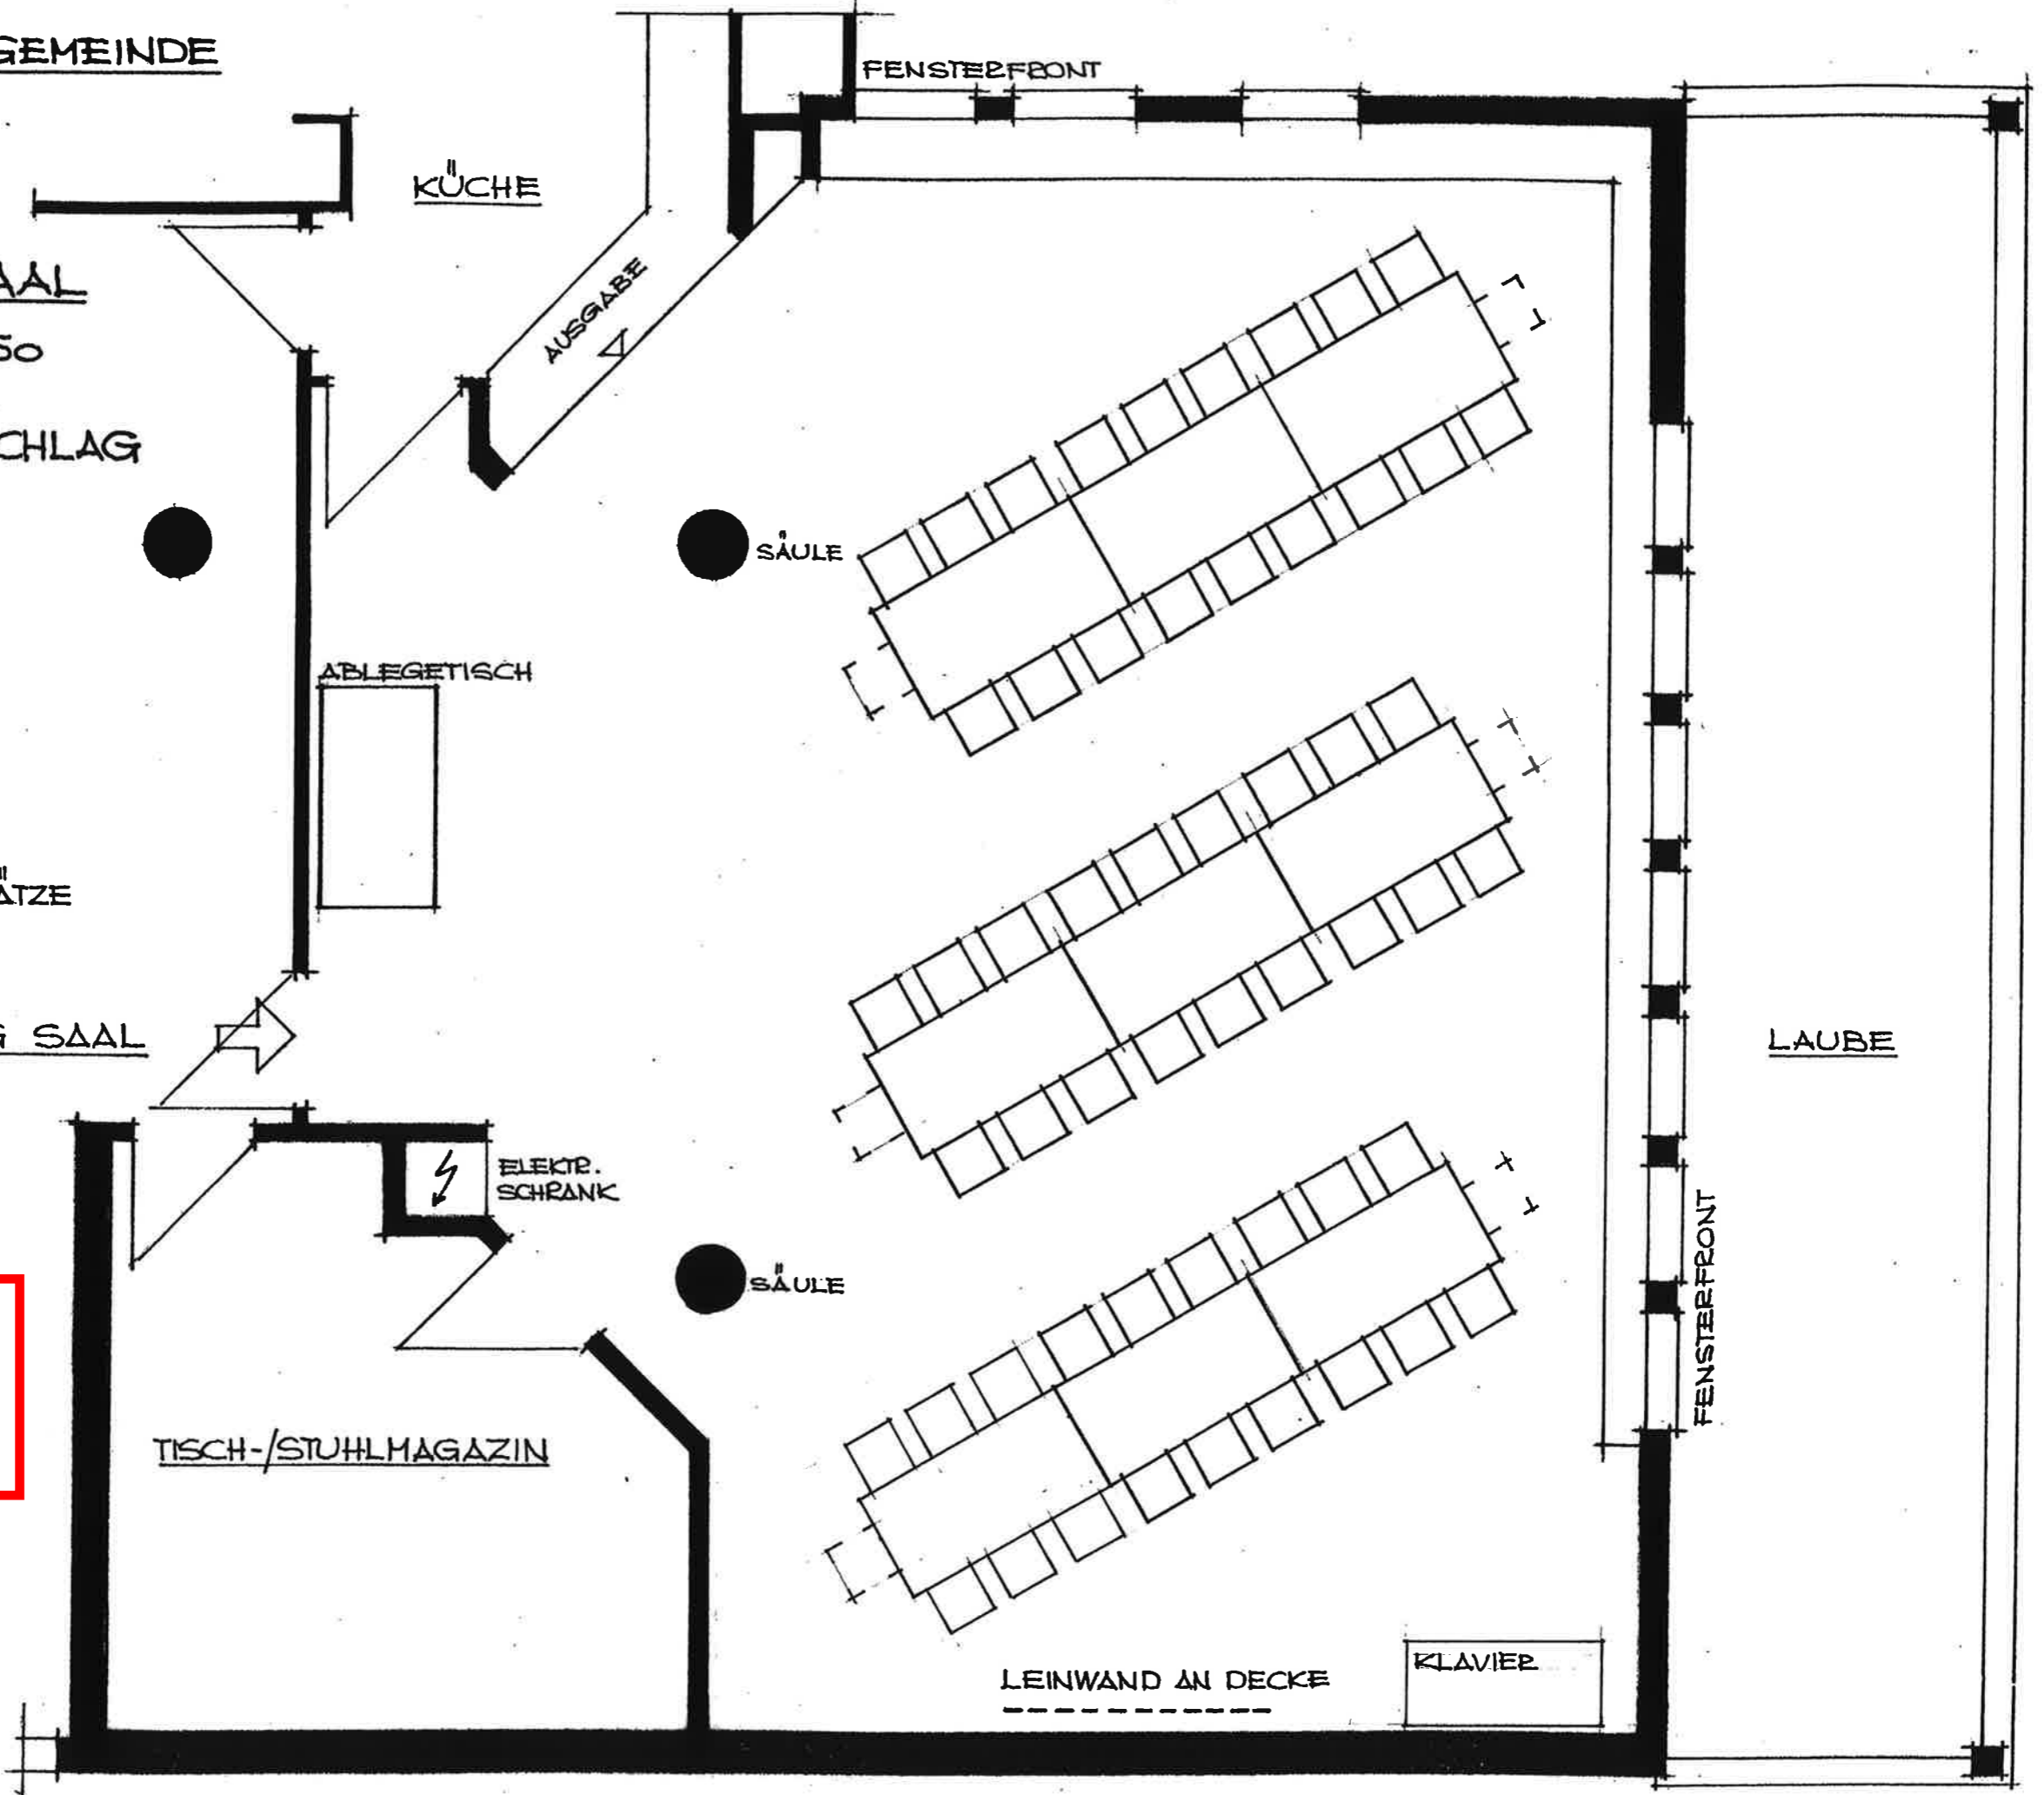 GEMEINDE
FENSTERFRONT
KÜCHE
AAL
50
AUSGABE
CHLAG
SÄULE
ABLEGETISCH
ÄTZE
G SAAL
LAUBE
ELEKTR.
SCHRANK
SÄULE
FENSTERFRONT
TISCH-/STUHLMAGAZIN
LEINWAND AN DECKE
KLAVIER